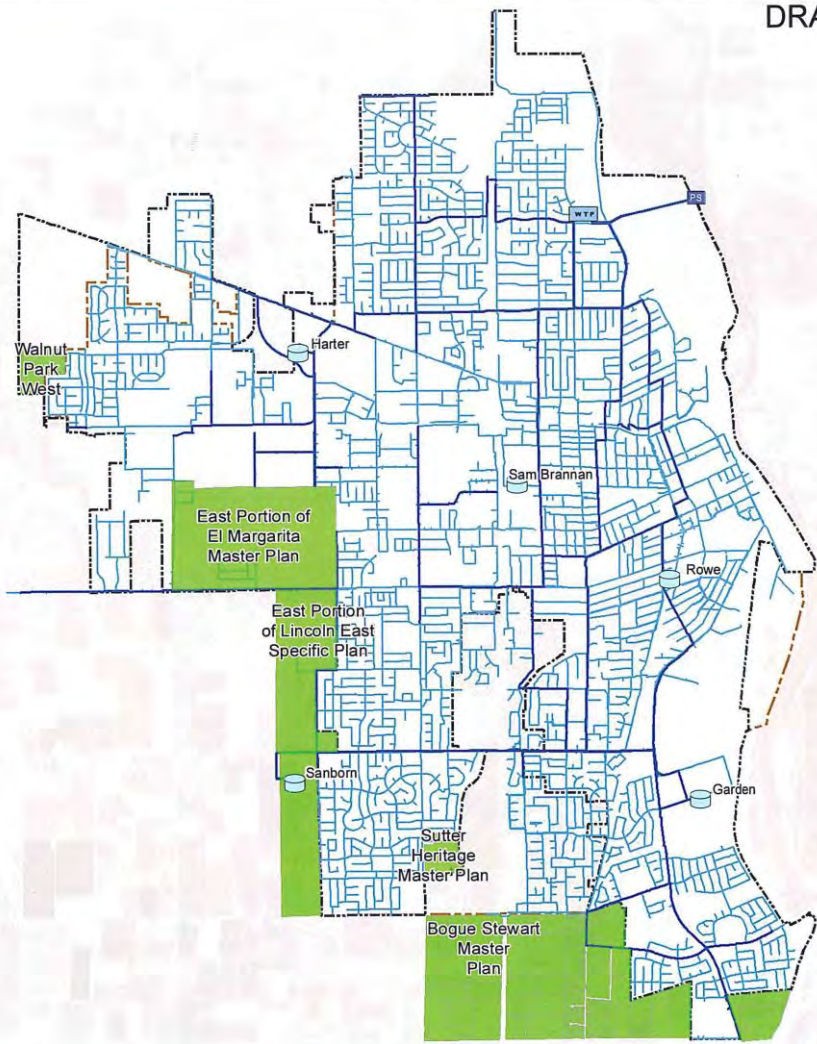 DRA
PS
WTP
Harter
Walnut
Park
West
Sam Brannan
East Portion of
El Margarita
Master Plan
Rowe
East Portion
of Lincoln East
Specific Plan
Sanborn
Garden
Sutter
Heritage
Master Plan
Bogue Stewart
Master
Plan